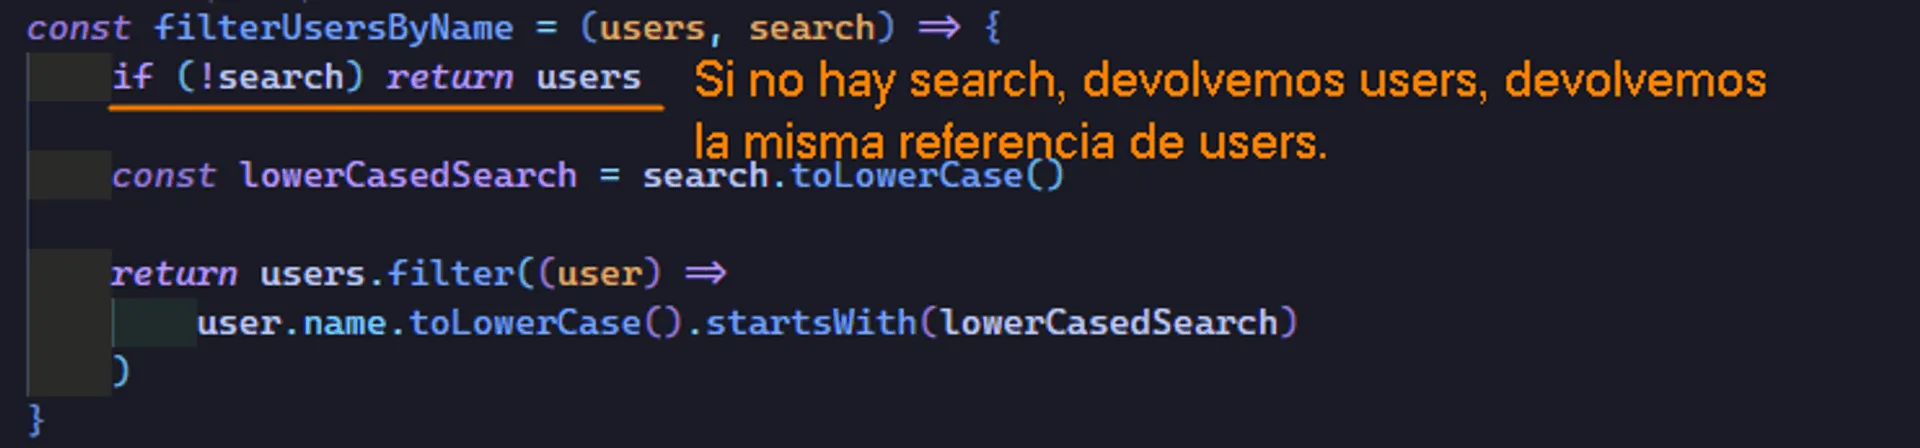 const filterUsersByName = (users, search) => {
if (!search) return users
Si no hay search, devolvemos users, devolvemos
la misma referencia de users.
const lowerCasedSearch = search.toLowerCase()
return users.filter((user) =>
user.name.toLowerCase().startsWith(lowerCasedSearch)
)
}